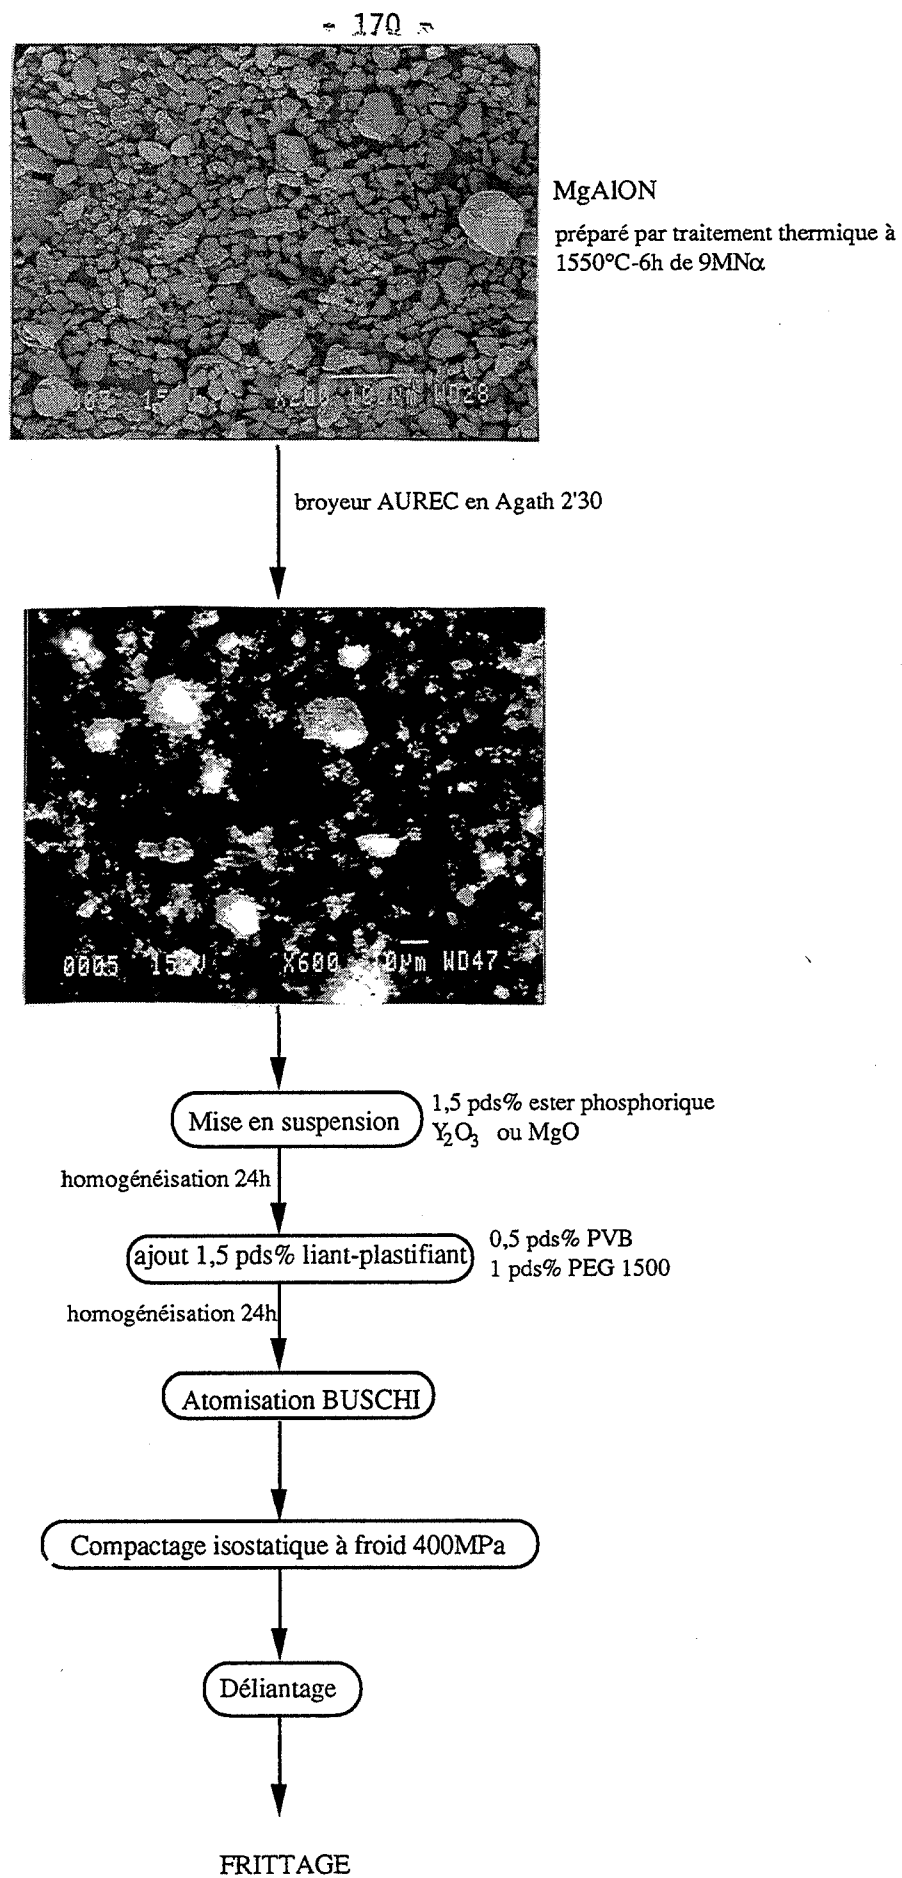 - 170 -
MgAlON
préparé par traitement thermique à
1550°C-6h de 9MNα
WD28
broyeur AUREC en Agath 2'30
0005 15KV X600 10µm WD47
Mise en suspension
1,5 pds% ester phosphorique
Y₂O₃ ou MgO
homogénéisation 24h
ajout 1,5 pds% liant-plastifiant
0,5 pds% PVB
1 pds% PEG 1500
homogénéisation 24h
Atomisation BUSCHI
Compactage isostatique à froid 400MPa
Déliantage
FRITTAGE